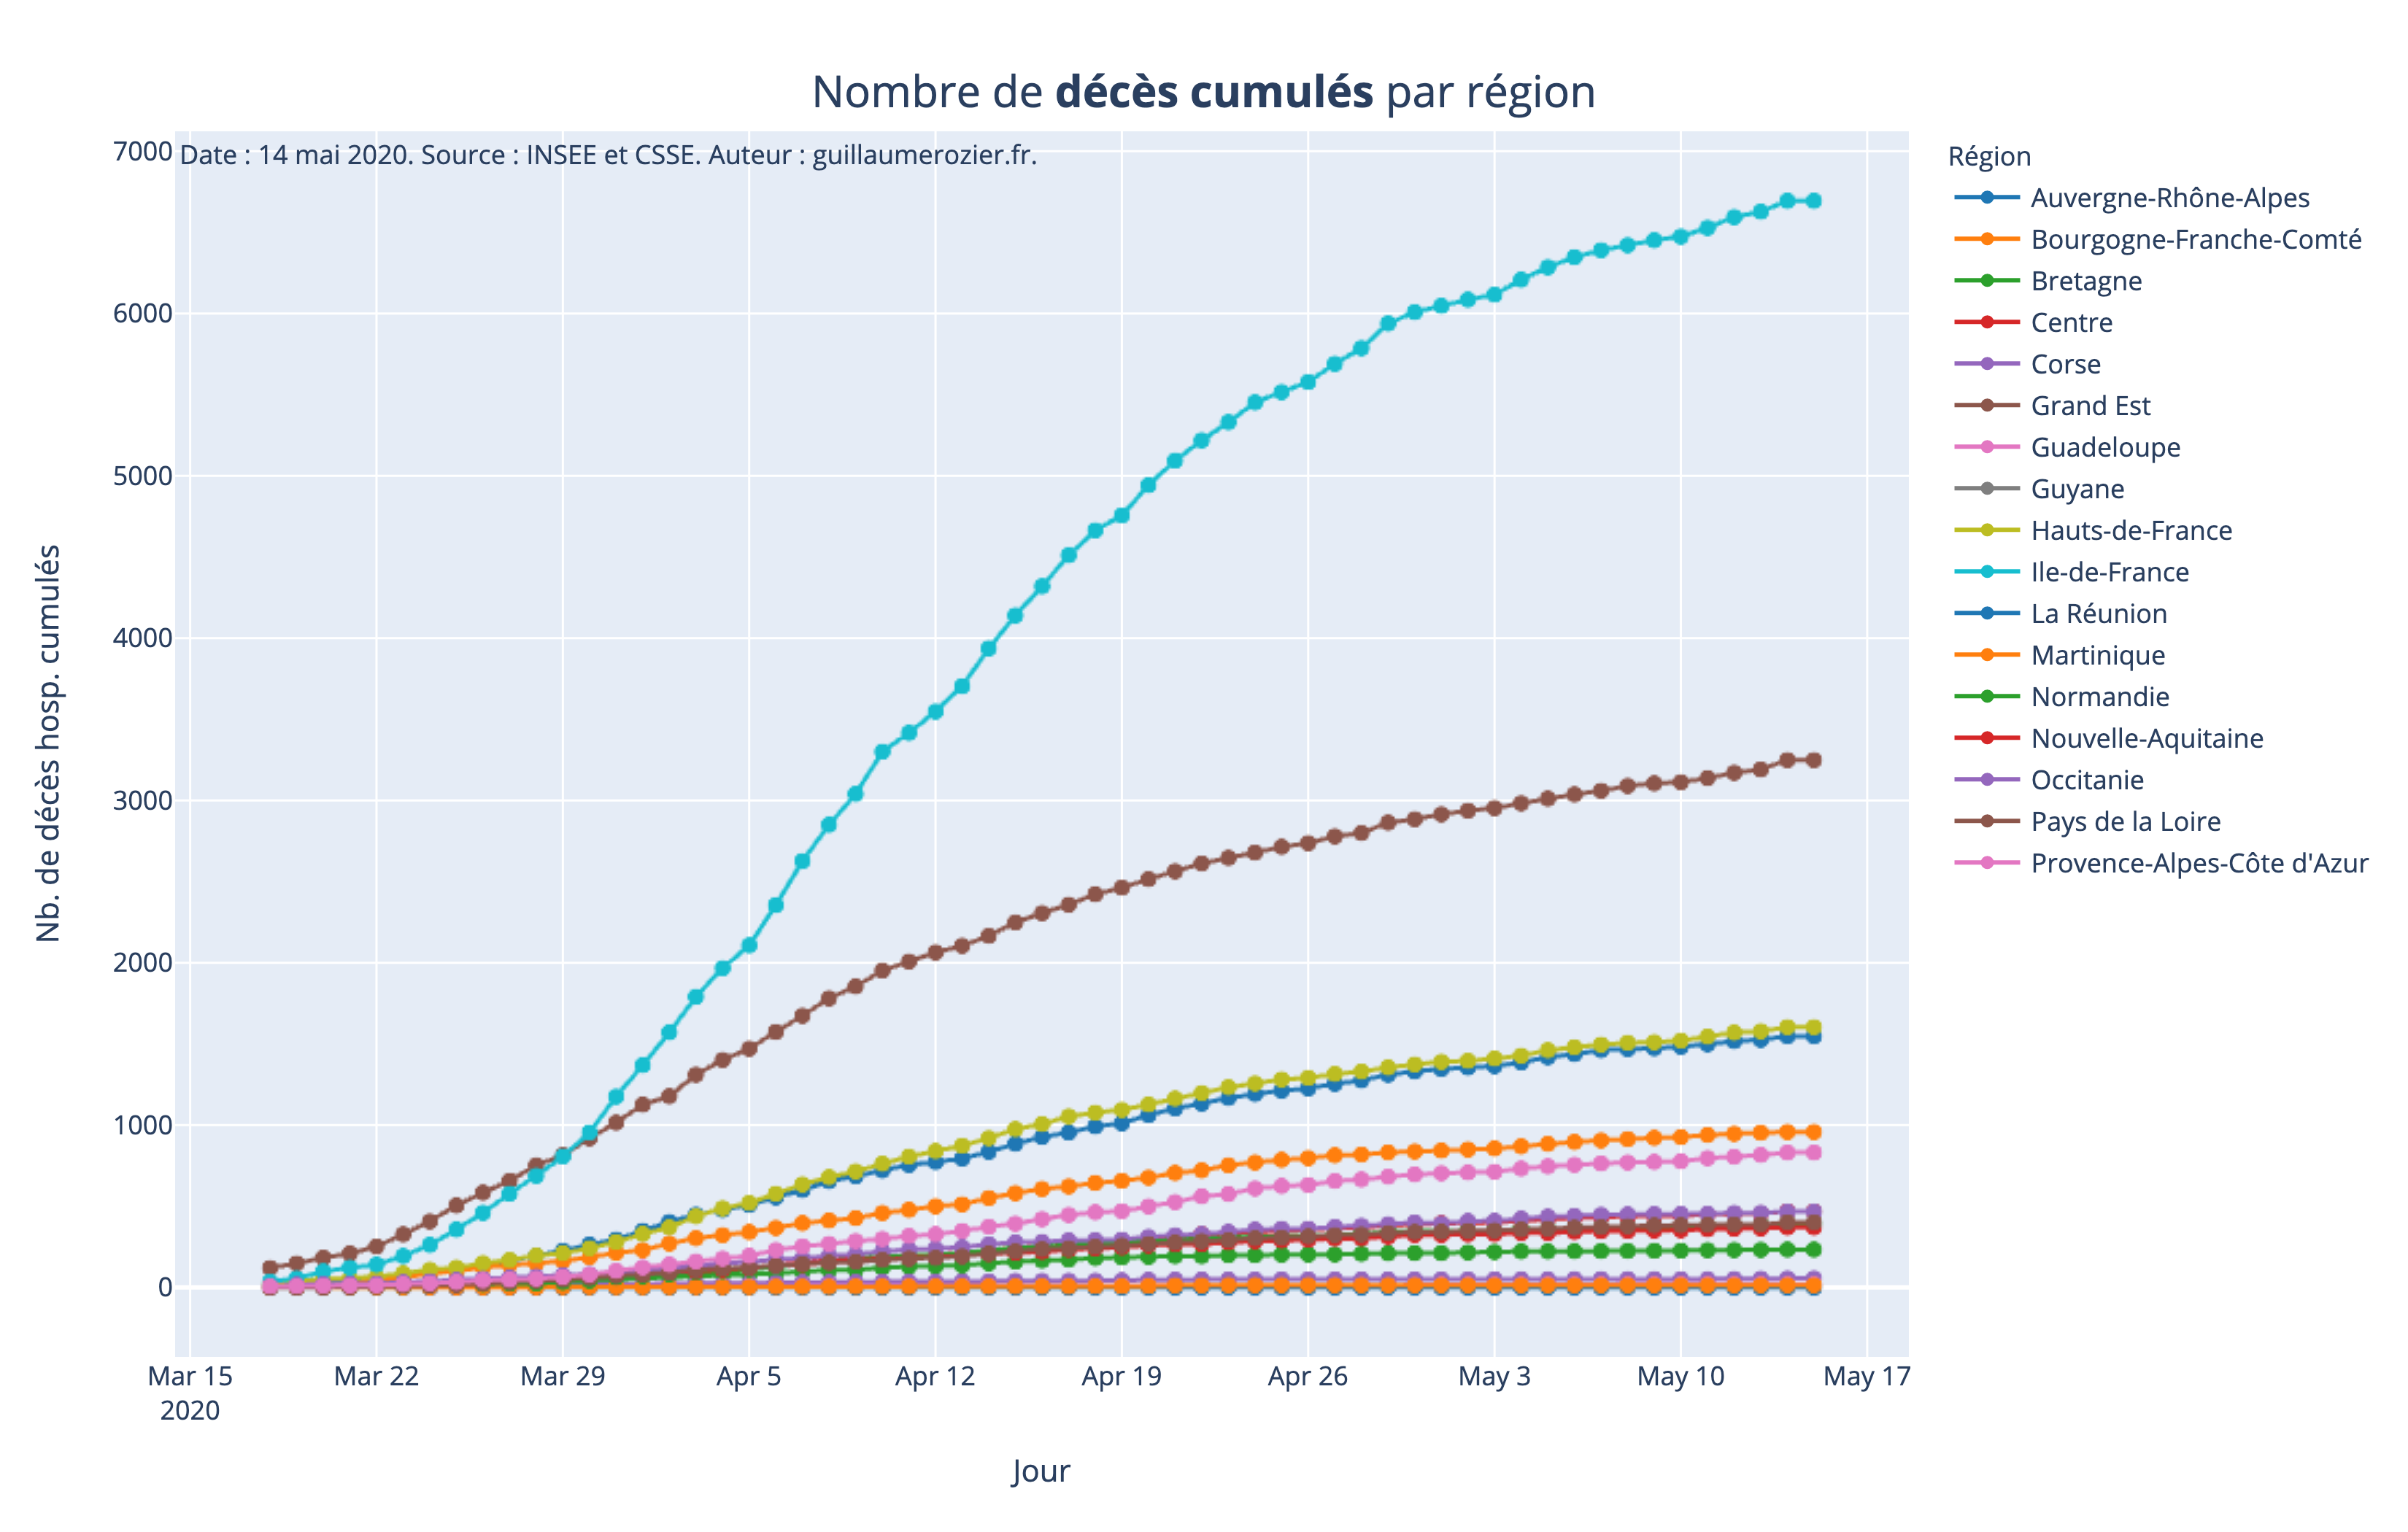 Nombre de décès cumulés par région
Date : 14 mai 2020. Source : INSEE et CSSE. Auteur : guillaumerozier.fr.
Nb. de décès hosp. cumulés
7000
6000
5000
4000
3000
2000
1000
0
Mar 15
2020
Mar 22
Mar 29
Apr 5
Apr 12
Apr 19
Apr 26
May 3
May 10
May 17
Jour
Région
Auvergne-Rhône-Alpes
Bourgogne-Franche-Comté
Bretagne
Centre
Corse
Grand Est
Guadeloupe
Guyane
Hauts-de-France
Ile-de-France
La Réunion
Martinique
Normandie
Nouvelle-Aquitaine
Occitanie
Pays de la Loire
Provence-Alpes-Côte d'Azur